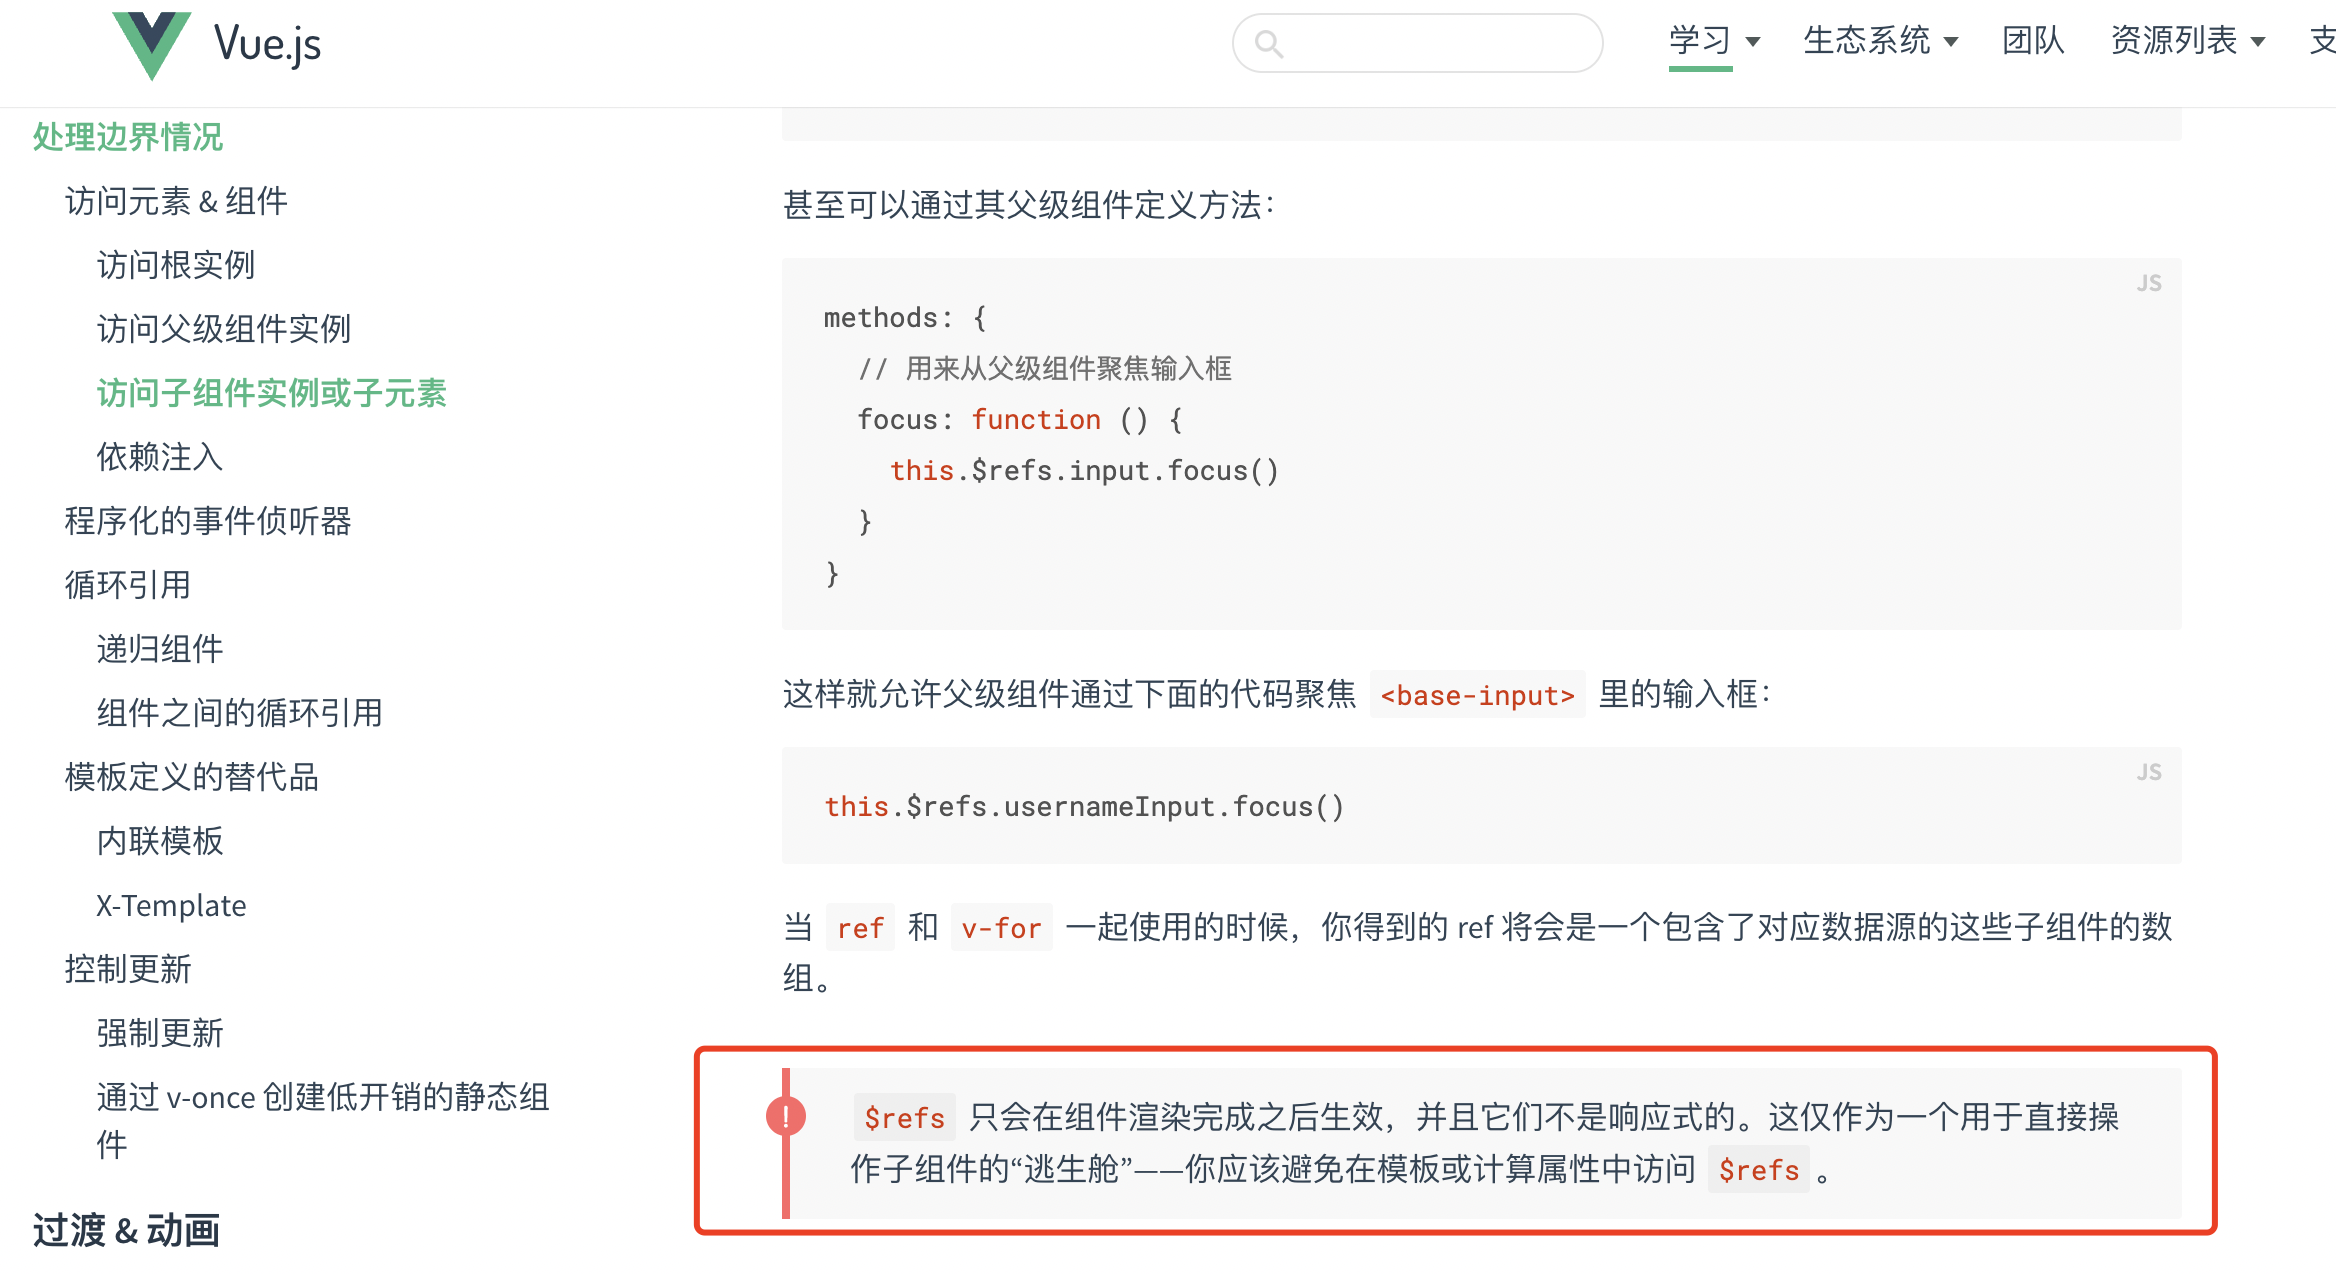 Vue.js
学习
生态系统
团队
资源列表
支
处理边界情况
访问元素 & 组件
访问根实例
访问父级组件实例
访问子组件实例或子元素
依赖注入
程序化的事件侦听器
循环引用
递归组件
组件之间的循环引用
模板定义的替代品
内联模板
X-Template
控制更新
强制更新
通过 v-once 创建低开销的静态组
件
过渡 & 动画
甚至可以通过其父级组件定义方法：
JS
methods: {
  // 用来从父级组件聚焦输入框
  focus: function () {
    this.$refs.input.focus()
  }
}
这样就允许父级组件通过下面的代码聚焦 <base-input> 里的输入框：
JS
this.$refs.usernameInput.focus()
当 ref 和 v-for 一起使用的时候，你得到的 ref 将会是一个包含了对应数据源的这些子组件的数
组。
!
$refs 只会在组件渲染完成之后生效，并且它们不是响应式的。这仅作为一个用于直接操
作子组件的“逃生舱”——你应该避免在模板或计算属性中访问 $refs 。